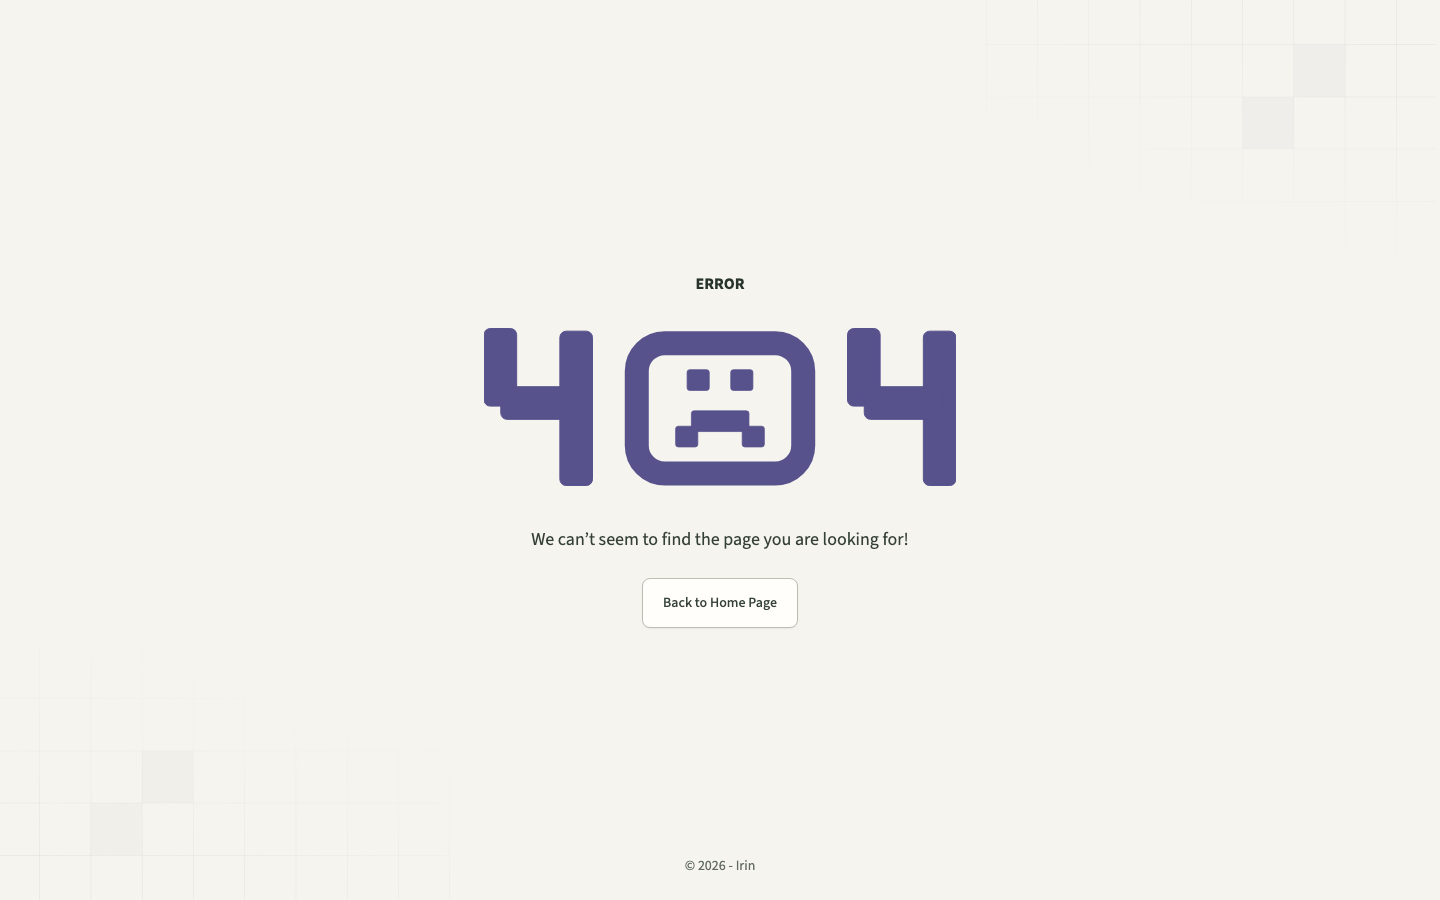 ERROR
404
We can’t seem to find the page you are looking for!
Back to Home Page
© 2026 - Irin